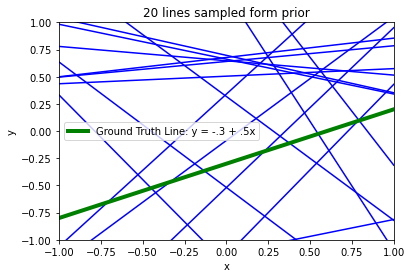 20 lines sampled form prior
1.00
0.75
0.50
0.25
0.00
−0.25
−0.50
−0.75
−1.00
y
Ground Truth Line: y = -.3 + .5x
−1.00 −0.75 −0.50 −0.25 0.00 0.25 0.50 0.75 1.00
x